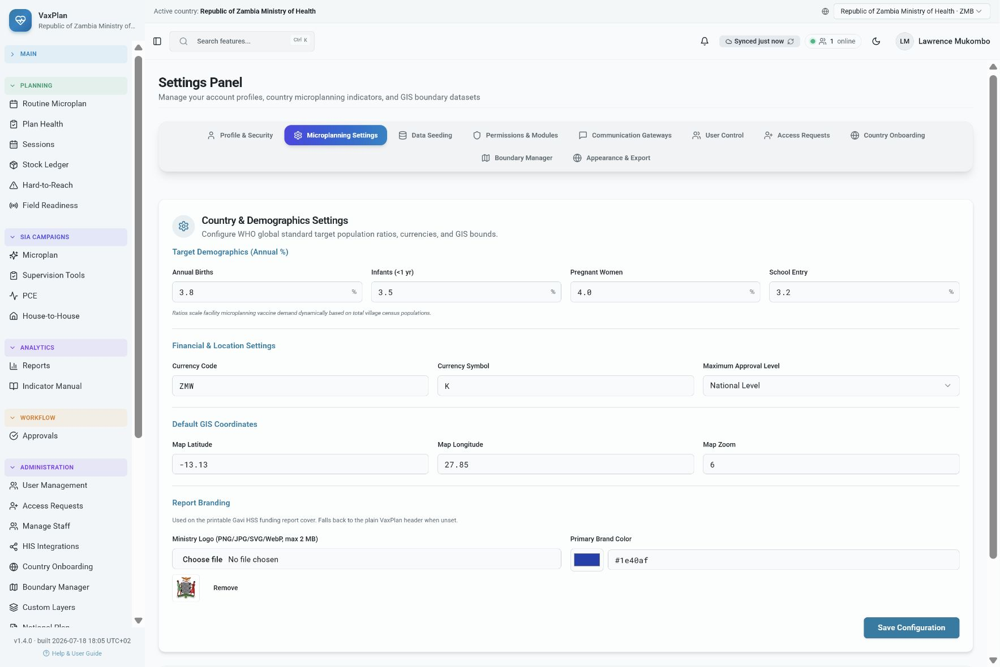 VaxPlan
Republic of Zambia Ministry of...
MAIN
PLANNING
Routine Microplan
Plan Health
Sessions
Stock Ledger
Hard-to-Reach
Field Readiness
SIA CAMPAIGNS
Microplan
Supervision Tools
PCE
House-to-House
ANALYTICS
Reports
Indicator Manual
WORKFLOW
Approvals
ADMINISTRATION
User Management
Access Requests
Manage Staff
HIS Integrations
Country Onboarding
Boundary Manager
Custom Layers
National Plan
v1.4.0 · built 2026-07-18 18:05 UTC+02
Help & User Guide
Active country: Republic of Zambia Ministry of Health
Republic of Zambia Ministry of Health · ZMB
Search features... Ctrl K
Synced just now
1 online
LM Lawrence Mukombo
Settings Panel
Manage your account profiles, country microplanning indicators, and GIS boundary datasets
Profile & Security Microplanning Settings Data Seeding Permissions & Modules Communication Gateways User Control Access Requests Country Onboarding
Boundary Manager Appearance & Export
Country & Demographics Settings
Configure WHO global standard target population ratios, currencies, and GIS bounds.
Target Demographics (Annual %)
Annual Births Infants (<1 yr) Pregnant Women School Entry
3.8 % 3.5 % 4.0 % 3.2 %
Ratios scale facility microplanning vaccine demand dynamically based on total village census populations.
Financial & Location Settings
Currency Code Currency Symbol Maximum Approval Level
ZMW K National Level
Default GIS Coordinates
Map Latitude Map Longitude Map Zoom
-13.13 27.85 6
Report Branding
Used on the printable Gavi HSS funding report cover. Falls back to the plain VaxPlan header when unset.
Ministry Logo (PNG/JPG/SVG/WebP, max 2 MB) Primary Brand Color
Choose file No file chosen #1e40af
Remove
Save Configuration